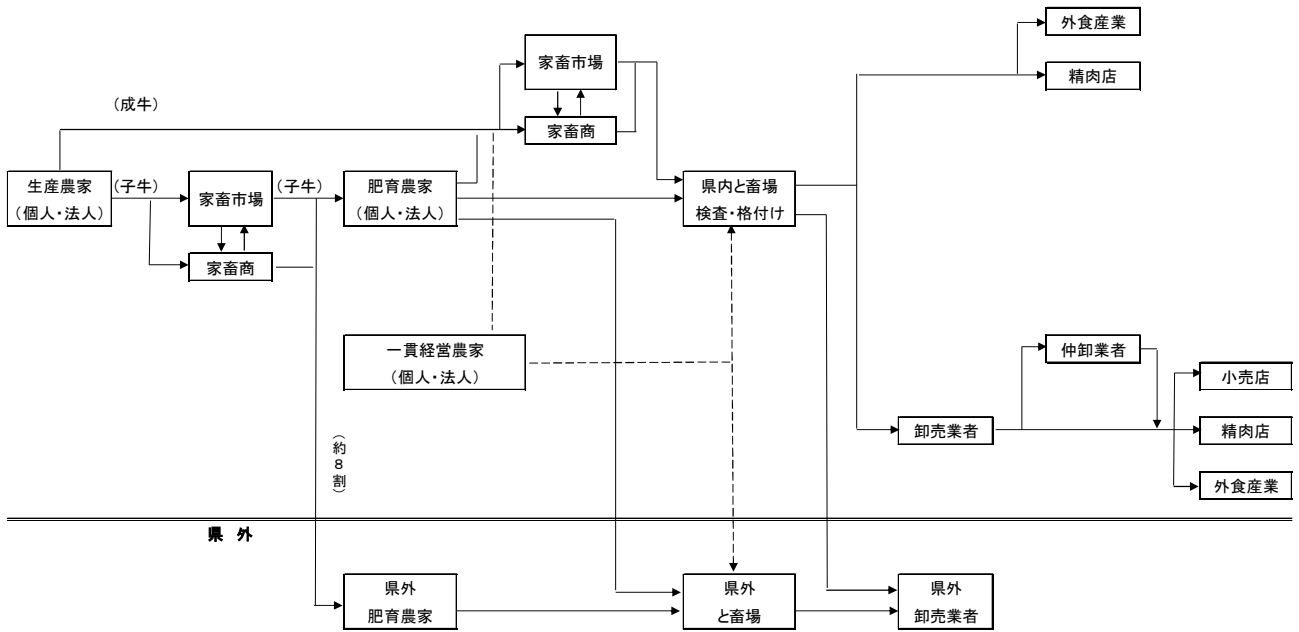 外食産業
家畜市場
精肉店
（成牛）
家畜商
生産農家
（個人・法人）
（子牛）
家畜市場
（子牛）
肥育農家
（個人・法人）
県内と畜場
検査・格付け
家畜商
一貫経営農家
（個人・法人）
仲卸業者
小売店
卸売業者
精肉店
（約８割）
外食産業
県　外
県外
肥育農家
県外
と畜場
県外
卸売業者